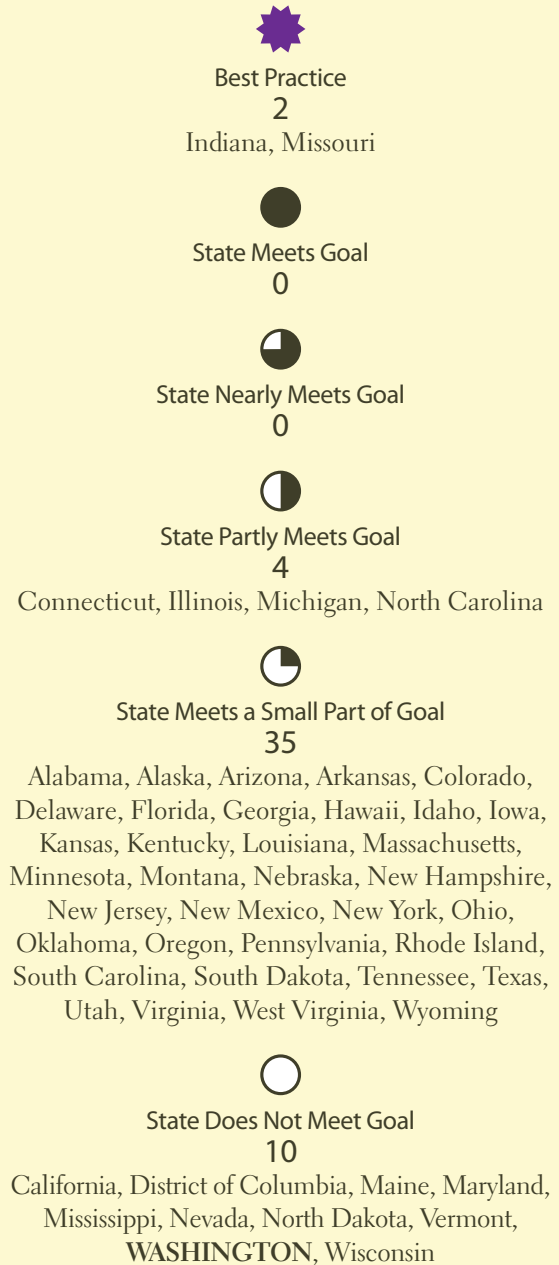 Best Practice
2
Indiana, Missouri
State Meets Goal
0
State Nearly Meets Goal
0
State Partly Meets Goal
4
Connecticut, Illinois, Michigan, North Carolina
State Meets a Small Part of Goal
35
Alabama, Alaska, Arizona, Arkansas, Colorado,
Delaware, Florida, Georgia, Hawaii, Idaho, Iowa,
Kansas, Kentucky, Louisiana, Massachusetts,
Minnesota, Montana, Nebraska, New Hampshire,
New Jersey, New Mexico, New York, Ohio,
Oklahoma, Oregon, Pennsylvania, Rhode Island,
South Carolina, South Dakota, Tennessee, Texas,
Utah, Virginia, West Virginia, Wyoming
State Does Not Meet Goal
10
California, District of Columbia, Maine, Maryland,
Mississippi, Nevada, North Dakota, Vermont,
WASHINGTON, Wisconsin